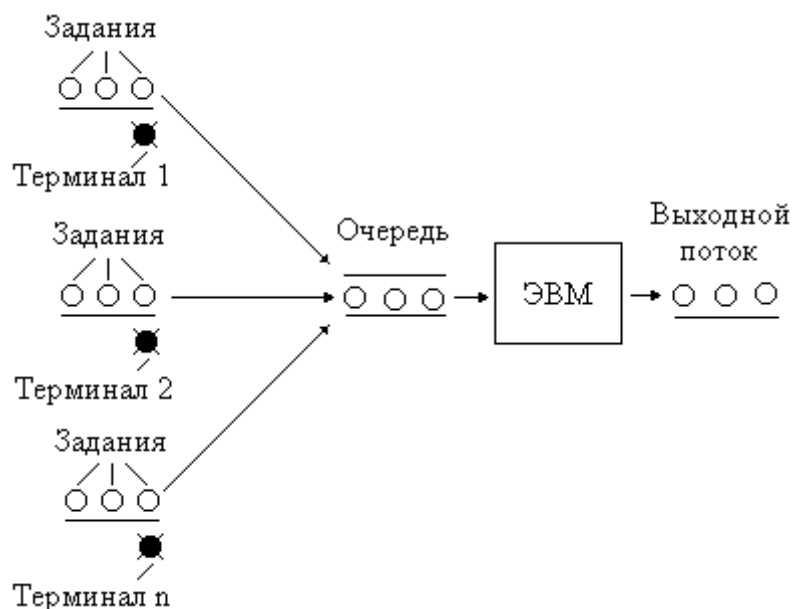 Задания
Терминал 1
Задания
Терминал 2
Задания
Терминал n
Очередь
ЭВМ
Выходной
поток